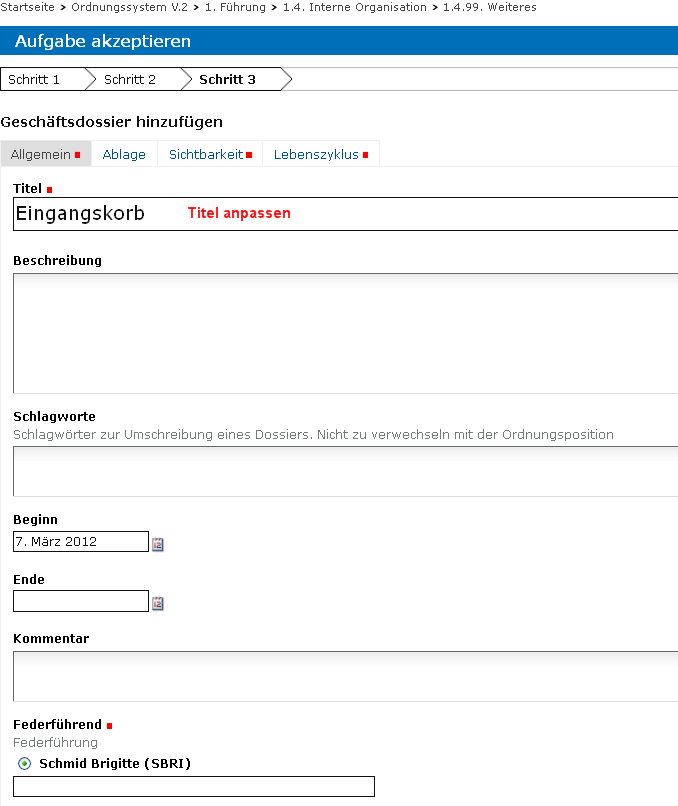 Startseite > Ordnungssystem V.2 > 1. Führung > 1.4. Interne Organisation > 1.4.99. Weiteres
Aufgabe akzeptieren
Schritt 1 Schritt 2 Schritt 3
Geschäftsdossier hinzufügen
Allgemein Ablage Sichtbarkeit Lebenszyklus
Titel
Eingangskorb Titel anpassen
Beschreibung
Schlagworte
Schlagwörter zur Umschreibung eines Dossiers. Nicht zu verwechseln mit der Ordnungsposition
Beginn
7. März 2012
12
Ende
12
Kommentar
Federführend
Federführung
Schmid Brigitte (SBRI)